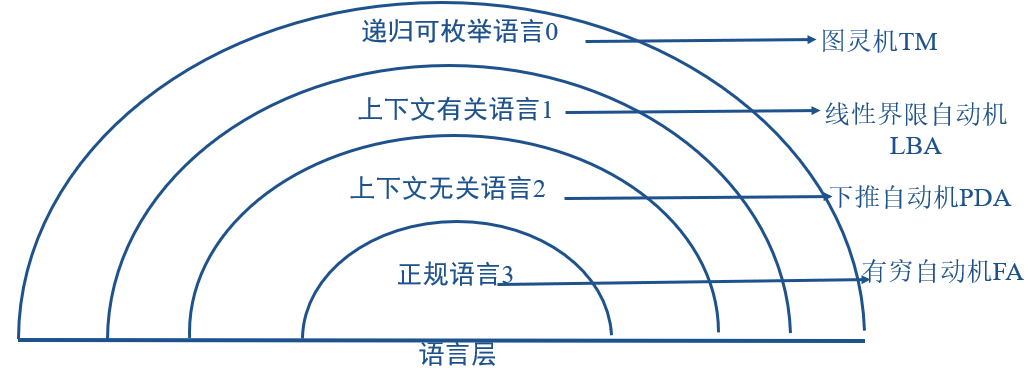 递归可枚举语言0
图灵机TM
上下文有关语言1
线性界限自动机
LBA
上下文无关语言2
下推自动机PDA
正规语言3
有穷自动机FA
语言层